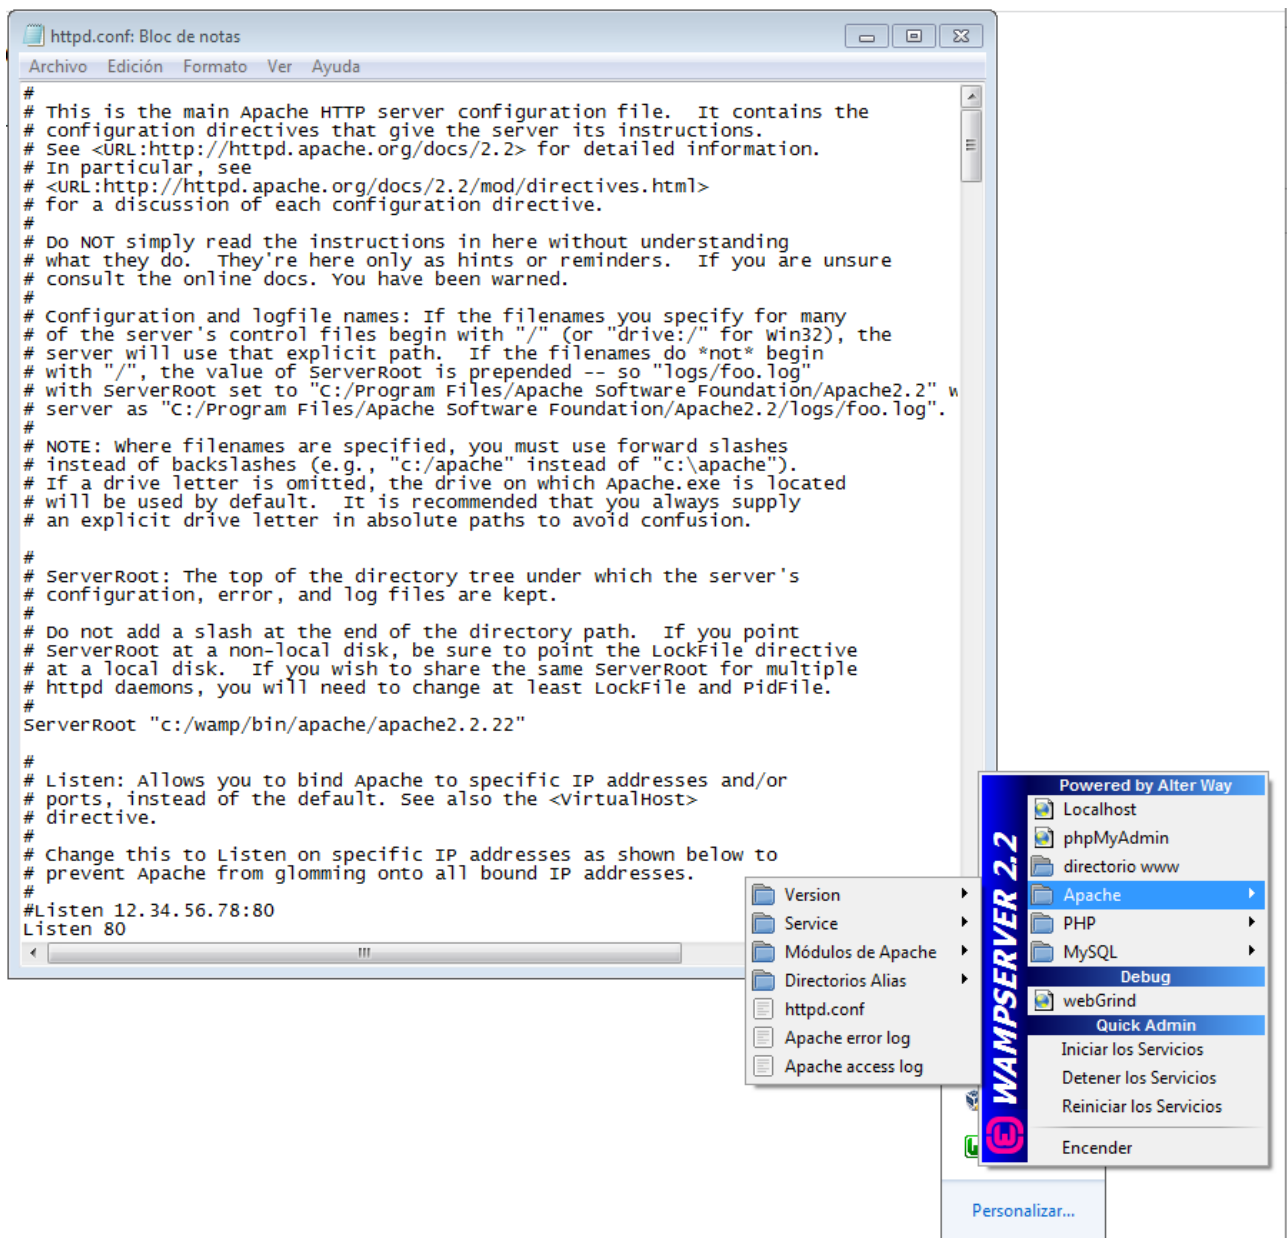 httpd.conf: Bloc de notas
Archivo Edición Formato Ver Ayuda
#
# This is the main Apache HTTP server configuration file.  It contains the
# configuration directives that give the server its instructions.
# See <URL:http://httpd.apache.org/docs/2.2> for detailed information.
# In particular, see
# <URL:http://httpd.apache.org/docs/2.2/mod/directives.html>
# for a discussion of each configuration directive.
#
# Do NOT simply read the instructions in here without understanding
# what they do.  They're here only as hints or reminders.  If you are unsure
# consult the online docs. You have been warned.
#
# Configuration and logfile names: If the filenames you specify for many
# of the server's control files begin with "/" (or "drive:/" for Win32), the
# server will use that explicit path.  If the filenames do *not* begin
# with "/", the value of ServerRoot is prepended -- so "logs/foo.log"
# with ServerRoot set to "C:/Program Files/Apache Software Foundation/Apache2.2" w
# server as "C:/Program Files/Apache Software Foundation/Apache2.2/logs/foo.log".
#
# NOTE: Where filenames are specified, you must use forward slashes
# instead of backslashes (e.g., "c:/apache" instead of "c:\apache").
# If a drive letter is omitted, the drive on which Apache.exe is located
# will be used by default.  It is recommended that you always supply
# an explicit drive letter in absolute paths to avoid confusion.
#
# ServerRoot: The top of the directory tree under which the server's
# configuration, error, and log files are kept.
#
# Do not add a slash at the end of the directory path.  If you point
# ServerRoot at a non-local disk, be sure to point the LockFile directive
# at a local disk.  If you wish to share the same ServerRoot for multiple
# httpd daemons, you will need to change at least LockFile and PidFile.
#
ServerRoot "c:/wamp/bin/apache/apache2.2.22"
#
# Listen: Allows you to bind Apache to specific IP addresses and/or
# ports, instead of the default. See also the <VirtualHost>
# directive.
#
# Change this to Listen on specific IP addresses as shown below to
# prevent Apache from glomming onto all bound IP addresses.
#
#Listen 12.34.56.78:80
Listen 80
Version
Service
Módulos de Apache
Directorios Alias
httpd.conf
Apache error log
Apache access log
WAMPSERVER 2.2
Powered by Alter Way
Localhost
phpMyAdmin
directorio www
Apache
PHP
MySQL
Debug
webGrind
Quick Admin
Iniciar los Servicios
Detener los Servicios
Reiniciar los Servicios
Encender
Personalizar...